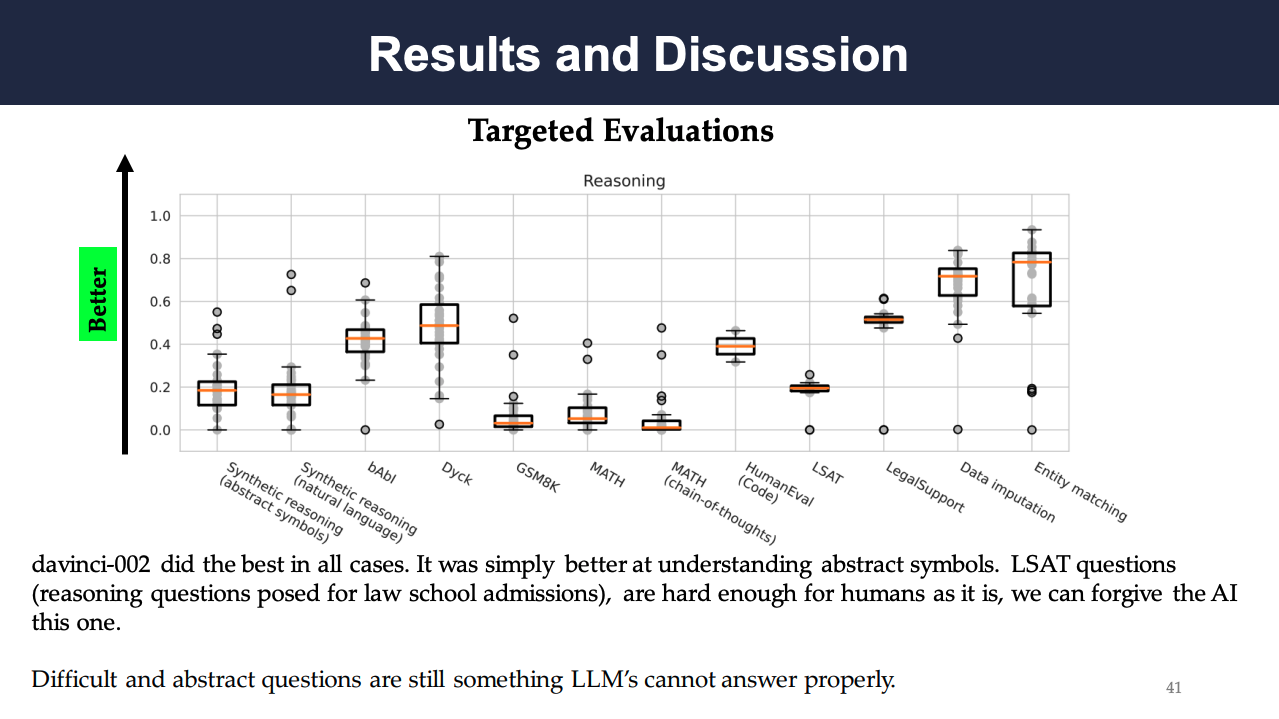 Results and Discussion
Targeted Evaluations
Better
Reasoning
1.0
0.8
0.6
0.4
0.2
0.0
Synthetic reasoning
(abstract symbols)
Synthetic reasoning
(natural language)
bAbI
Dyck
GSM8K
MATH
MATH
(chain-of-thoughts)
HumanEval
(Code)
LSAT
LegalSupport
Data imputation
Entity matching
davinci-002 did the best in all cases. It was simply better at understanding abstract symbols. LSAT questions
(reasoning questions posed for law school admissions), are hard enough for humans as it is, we can forgive the AI
this one.
Difficult and abstract questions are still something LLM’s cannot answer properly.
41